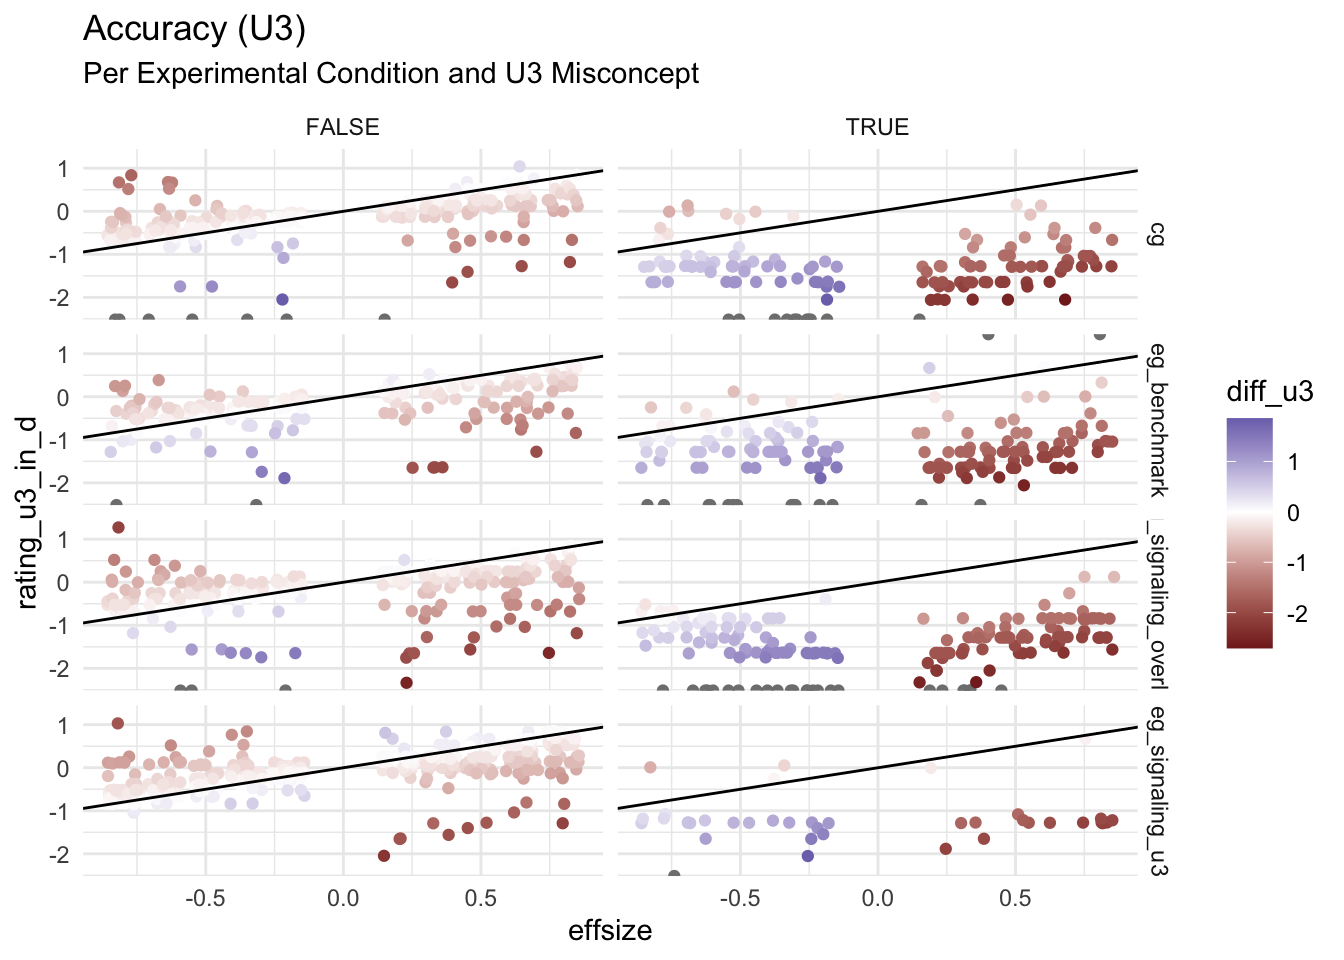 Accuracy (U3)
Per Experimental Condition and U3 Misconcept
FALSE
TRUE
1
0
-1
-2
cg
1
0
-1
-2
eg_benchmark
1
0
-1
-2
_signaling_overl
1
0
-1
-2
eg_signaling_u3
-0.5
0.0
0.5
-0.5
0.0
0.5
effsize
rating_u3_in_d
diff_u3
1
0
-1
-2